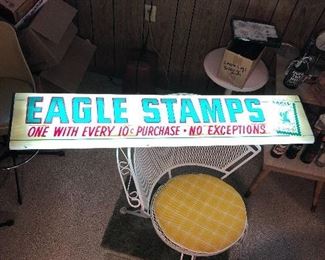 EAGLE STAMPS
ONE WITH EVERY 10¢ PURCHASE • NO EXCEPTIONS